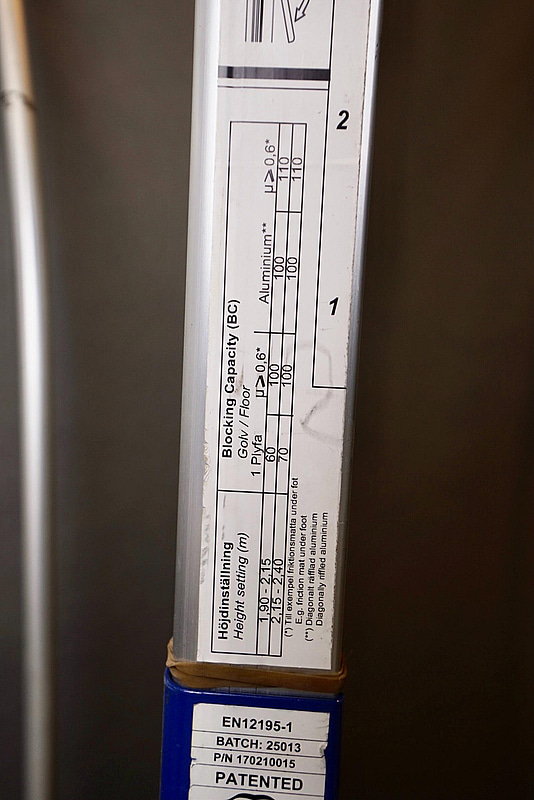 2
1
Blocking Capacity (BC)
Golv / Floor
1 Plyfa μ>0,6* Aluminium** μ>0,6*
Höjdinställning
Height setting (m)
1,90 - 2,15 60 100 100 110
2,15 - 2,40 70 100 100 110
(*) Till exempel friktionsmatta under fot
E.g. friction mat under foot
(**) Diagonalt räfflad aluminium
Diagonally riffled aluminium
EN12195-1
BATCH: 25013
P/N 170210015
PATENTED